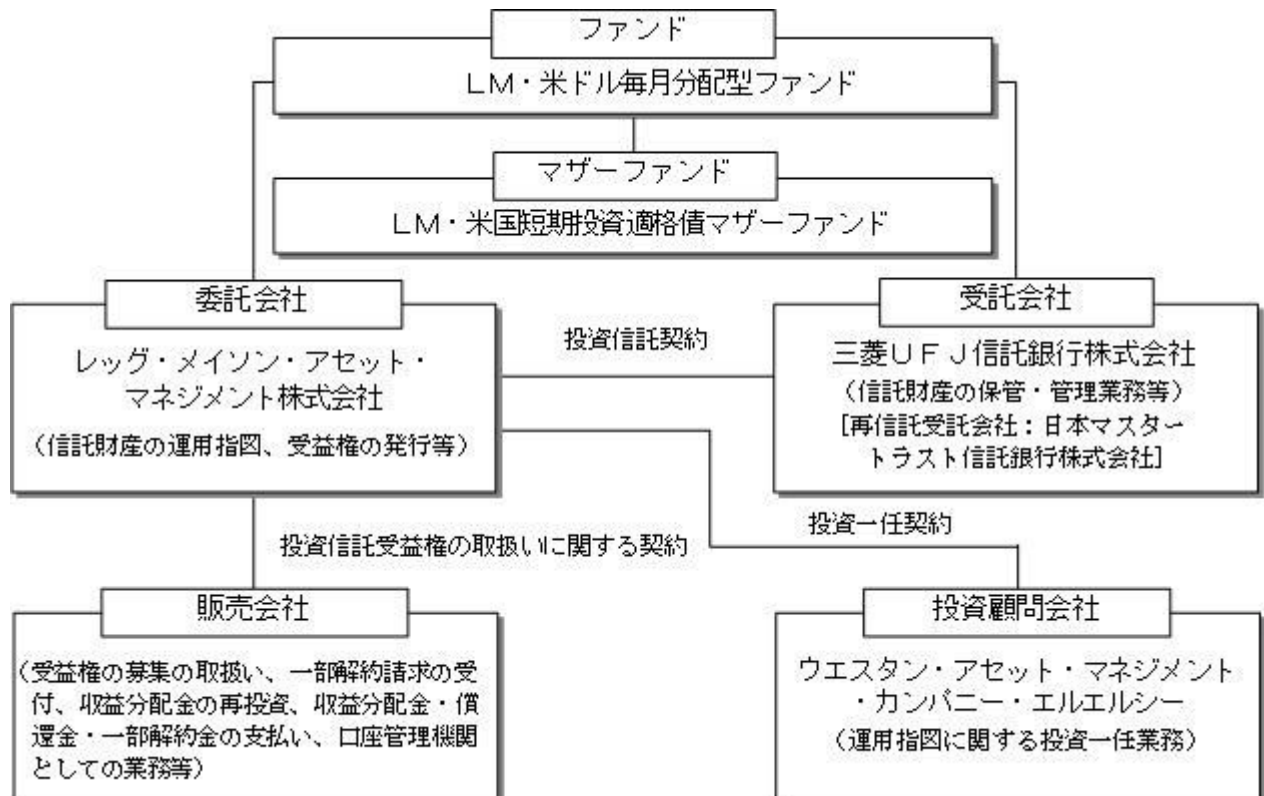 ファンド
LM・米ドル毎月分配型ファンド
マザーファンド
LM・米国短期投資適格債マザーファンド
委託会社
レッグ・メイソン・アセット・
マネジメント株式会社
（信託財産の運用指図、受益権の発行等）
投資信託契約
受託会社
三菱UFJ信託銀行株式会社
（信託財産の保管・管理業務等）
[再信託受託会社：日本マスター
トラスト信託銀行株式会社]
投資信託受益権の取扱いに関する契約
投資一任契約
販売会社
（受益権の募集の取扱い、一部解約請求の受
付、収益分配金の再投資、収益分配金・償
還金・一部解約金の支払い、口座管理機関
としての業務等）
投資顧問会社
ウエスタン・アセット・マネジメント
・カンパニー・エルエルシー
（運用指図に関する投資一任業務）